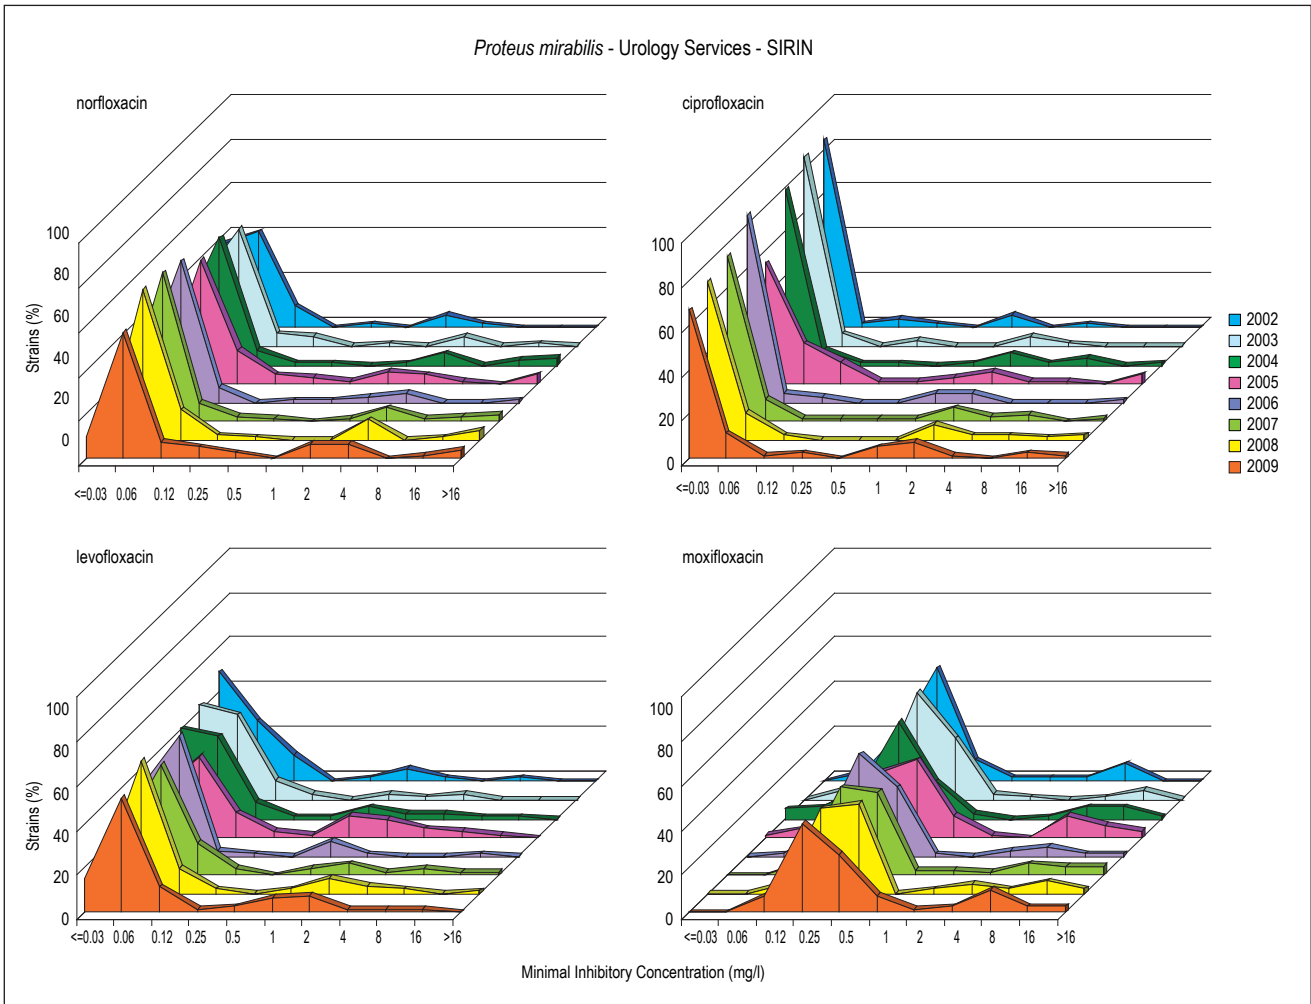 Proteus mirabilis - Urology Services - SIRIN
norfloxacin
100
80
60
40
20
0
Strains (%)
<=0.03 0.06 0.12 0.25 0.5 1 2 4 8 16 >16
ciprofloxacin
100
80
60
40
20
0
<=0.03 0.06 0.12 0.25 0.5 1 2 4 8 16 >16
2002
2003
2004
2005
2006
2007
2008
2009
levofloxacin
100
80
60
40
20
0
Strains (%)
<=0.03 0.06 0.12 0.25 0.5 1 2 4 8 16 >16
moxifloxacin
100
80
60
40
20
0
<=0.03 0.06 0.12 0.25 0.5 1 2 4 8 16 >16
Minimal Inhibitory Concentration (mg/l)